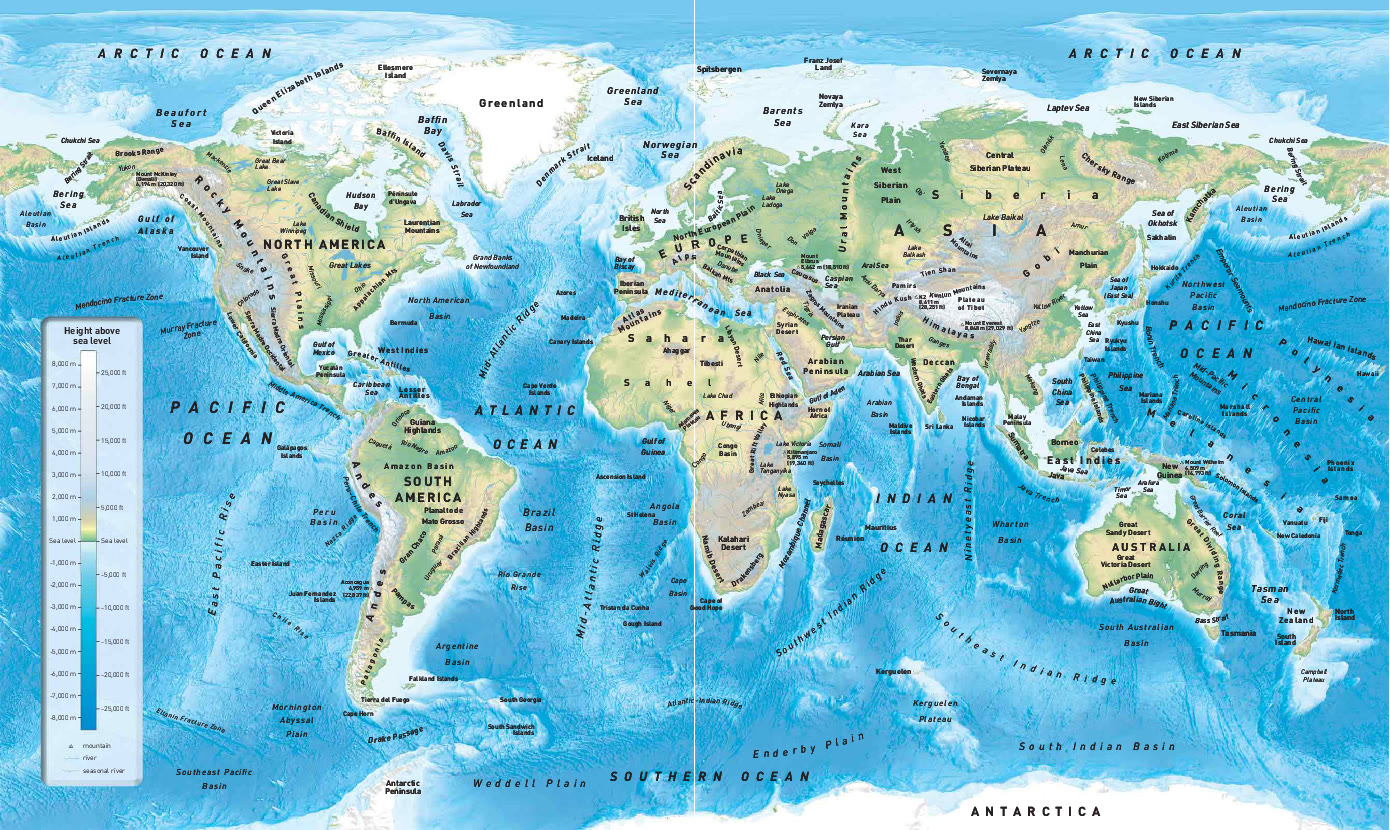 ARCTIC OCEAN
ARCTIC OCEAN
Queen Elizabeth Islands
Ellesmere
Island
Greenland
Greenland
Sea
Spitsbergen
Franz Josef
Land
Severnaya
Zemlya
Novaya
Zemlya
Barents
Sea
Kara
Sea
Laptev Sea
New Siberian
Islands
East Siberian Sea
Chukchi Sea
Bering Strait
Bering
Sea
Beaufort
Sea
Chukchi Sea
Bering Strait
Bering
Sea
Brooks Range
Yukon
Mount McKinley
(Denali)
6,194 m (20,320 ft)
Mackenzie
Victoria
Island
Great Bear
Lake
Great Slave
Lake
Baffin Island
Baffin
Bay
Davis Strait
Denmark Strait
Iceland
Norwegian
Sea
Scandinavia
Aleutian
Basin
Aleutian Islands
Aleutian Trench
Gulf of
Alaska
Coast Mountains
Rocky Mountains
Vancouver
Island
Canadian Shield
Hudson
Bay
Péninsule
d'Ungava
Labrador
Sea
Laurentian
Mountains
Lake
Winnipeg
NORTH AMERICA
Great Plains
Great Lakes
Missouri
Ohio
Mississippi
Appalachian Mts
Snake
Colorado
Grand Banks
of Newfoundland
Mendocino Fracture Zone
Murray Fracture
Zone
Lower California
Sierra Madre Occidental
Sierra Madre Oriental
Gulf of
Mexico
Yucatán
Peninsula
Greater Antilles
West Indies
Caribbean
Sea
Lesser
Antilles
Bermuda
North American
Basin
Mid-Atlantic Ridge
Azores
Madeira
Canary Islands
Cape Verde
Islands
Middle America Trench
PACIFIC
OCEAN
Galápagos
Islands
ATLANTIC
OCEAN
Orinoco
Guiana
Highlands
Caquetá
Rio Negro
Amazon
Amazon Basin
SOUTH
AMERICA
Planalto de
Mato Grosso
Andes
Peru-Chile Trench
Peru
Basin
Nazca Ridge
Gran Chaco
Paraná
Uruguay
Brazilian Highlands
Brazil
Basin
East Pacific Rise
Easter Island
Aconcagua
6,959 m
(22,837 ft)
Juan Fernandez
Islands
Andes
Pampas
Chile Rise
Rio Grande
Rise
Argentine
Basin
Patagonia
Falkland Islands
Tierra del Fuego
Cape Horn
Drake Passage
South Georgia
South Sandwich
Islands
Mornington
Abyssal
Plain
Eltanin Fracture Zone
Southeast Pacific
Basin
Antarctic
Peninsula
Weddell Plain
SOUTHERN OCEAN
ANTARCTICA
Height above
sea level
8,000 m
7,000 m
6,000 m
5,000 m
4,000 m
3,000 m
2,000 m
1,000 m
Sea level
-1,000 m
-2,000 m
-3,000 m
-4,000 m
-5,000 m
-6,000 m
-7,000 m
-8,000 m
25,000 ft
20,000 ft
15,000 ft
10,000 ft
5,000 ft
Sea level
-5,000 ft
-10,000 ft
-15,000 ft
-20,000 ft
-25,000 ft
mountain
river
seasonal river
British
Isles
North
Sea
Baltic Sea
Lake
Onega
Lake
Ladoga
North European Plain
EUROPE
Bay of
Biscay
Alps
Carpathian
Mountains
Danube
Balkan Mts
Dnieper
Don
Volga
Ural Mountains
Iberian
Peninsula
Mediterranean Sea
Black Sea
Mount
Elbrus
5,642 m (18,510 ft)
Caucasus
Caspian
Sea
Anatolia
Aral Sea
West
Siberian
Plain
Ob
Irtysh
Yenisey
Central
Siberian Plateau
Olenek
Lena
Chersky Range
Kolyma
Siberia
ASIA
Lake Baikal
Lake
Balkash
Altai
Mountains
Tien Shan
Gobi
Amur
Manchurian
Plain
Sea of
Okhotsk
Kamchatka
Sakhalin
Hokkaido
Kurile Trench
Aleutian
Basin
Aleutian Islands
Aleutian Trench
Emperor Seamounts
Northwest
Pacific
Basin
Mendocino Fracture Zone
Sea of
Japan
(East Sea)
Honshu
Kyushu
Yellow
Sea
Yellow River
Yangtze
East
China
Sea
Ryukyu
Islands
Taiwan
Bonin Trench
PACIFIC
OCEAN
Hawaiian Islands
Hawaii
Mid-Pacific
Mountains
Polynesia
Micronesia
Melanesia
Central
Pacific
Basin
Marshall
Islands
Mariana
Islands
Mariana Trench
Caroline Islands
Philippine
Sea
Philippine Trench
Philippine Islands
South
China
Sea
Pamirs
Hindu Kush
K2
8,611 m
(28,251 ft)
Kunlun Mountains
Plateau
of Tibet
Mount Everest
8,848 m (29,029 ft)
Himalayas
Ganges
Indus
Irrawaddy
Mekong
Thar
Desert
Deccan
Western Ghats
Eastern Ghats
Bay of
Bengal
Andaman
Islands
Nicobar
Islands
Sri Lanka
Maldive
Islands
Arabian Sea
Arabian
Basin
Iranian
Plateau
Zagros Mountains
Tigris
Euphrates
Syrian
Desert
Persian
Gulf
Arabian
Peninsula
Red Sea
Gulf of Aden
Horn of
Africa
Atlas
Mountains
Sahara
Ahaggar
Tibesti
Libyan Desert
Nile
Sahel
Lake Chad
Niger
Ethiopian
Highlands
AFRICA
Gulf of
Guinea
Congo
Basin
Congo
Great Rift Valley
Lake Victoria
Kilimanjaro
5,895 m
(19,340 ft)
Lake
Tanganyika
Lake
Nyasa
Somali
Basin
Seychelles
Zambezi
Ascension Island
St Helena
Angola
Basin
Walvis Ridge
Namib Desert
Kalahari
Desert
Drakensberg
Mozambique Channel
Madagascar
Mauritius
Réunion
INDIAN
OCEAN
Mid-Atlantic Ridge
Cape
Basin
Cape of
Good Hope
Tristan da Cunha
Gough Island
Southwest Indian Ridge
Atlantic-Indian Ridge
Enderby Plain
Kerguelen
Kerguelen
Plateau
Southeast Indian Ridge
South Indian Basin
Ninetyeast Ridge
Wharton
Basin
Malay
Peninsula
Sumatra
Borneo
Celebes
East Indies
Java Sea
Java
Java Trench
Timor
Sea
Arafura
Sea
New
Guinea
Mount Wilhelm
4,509 m
(14,793 ft)
Solomon Islands
Phoenix
Islands
Samoa
Vanuatu
Fiji
Tonga
New Caledonia
Coral
Sea
Great Barrier Reef
Great
Sandy Desert
AUSTRALIA
Great
Victoria Desert
Nullarbor Plain
Great
Australian Bight
Great Dividing Range
Darling
Murray
Bass Strait
Tasmania
South Australian
Basin
Tasman
Sea
New
Zealand
North
Island
South
Island
Kermadec Trench
Campbell
Plateau